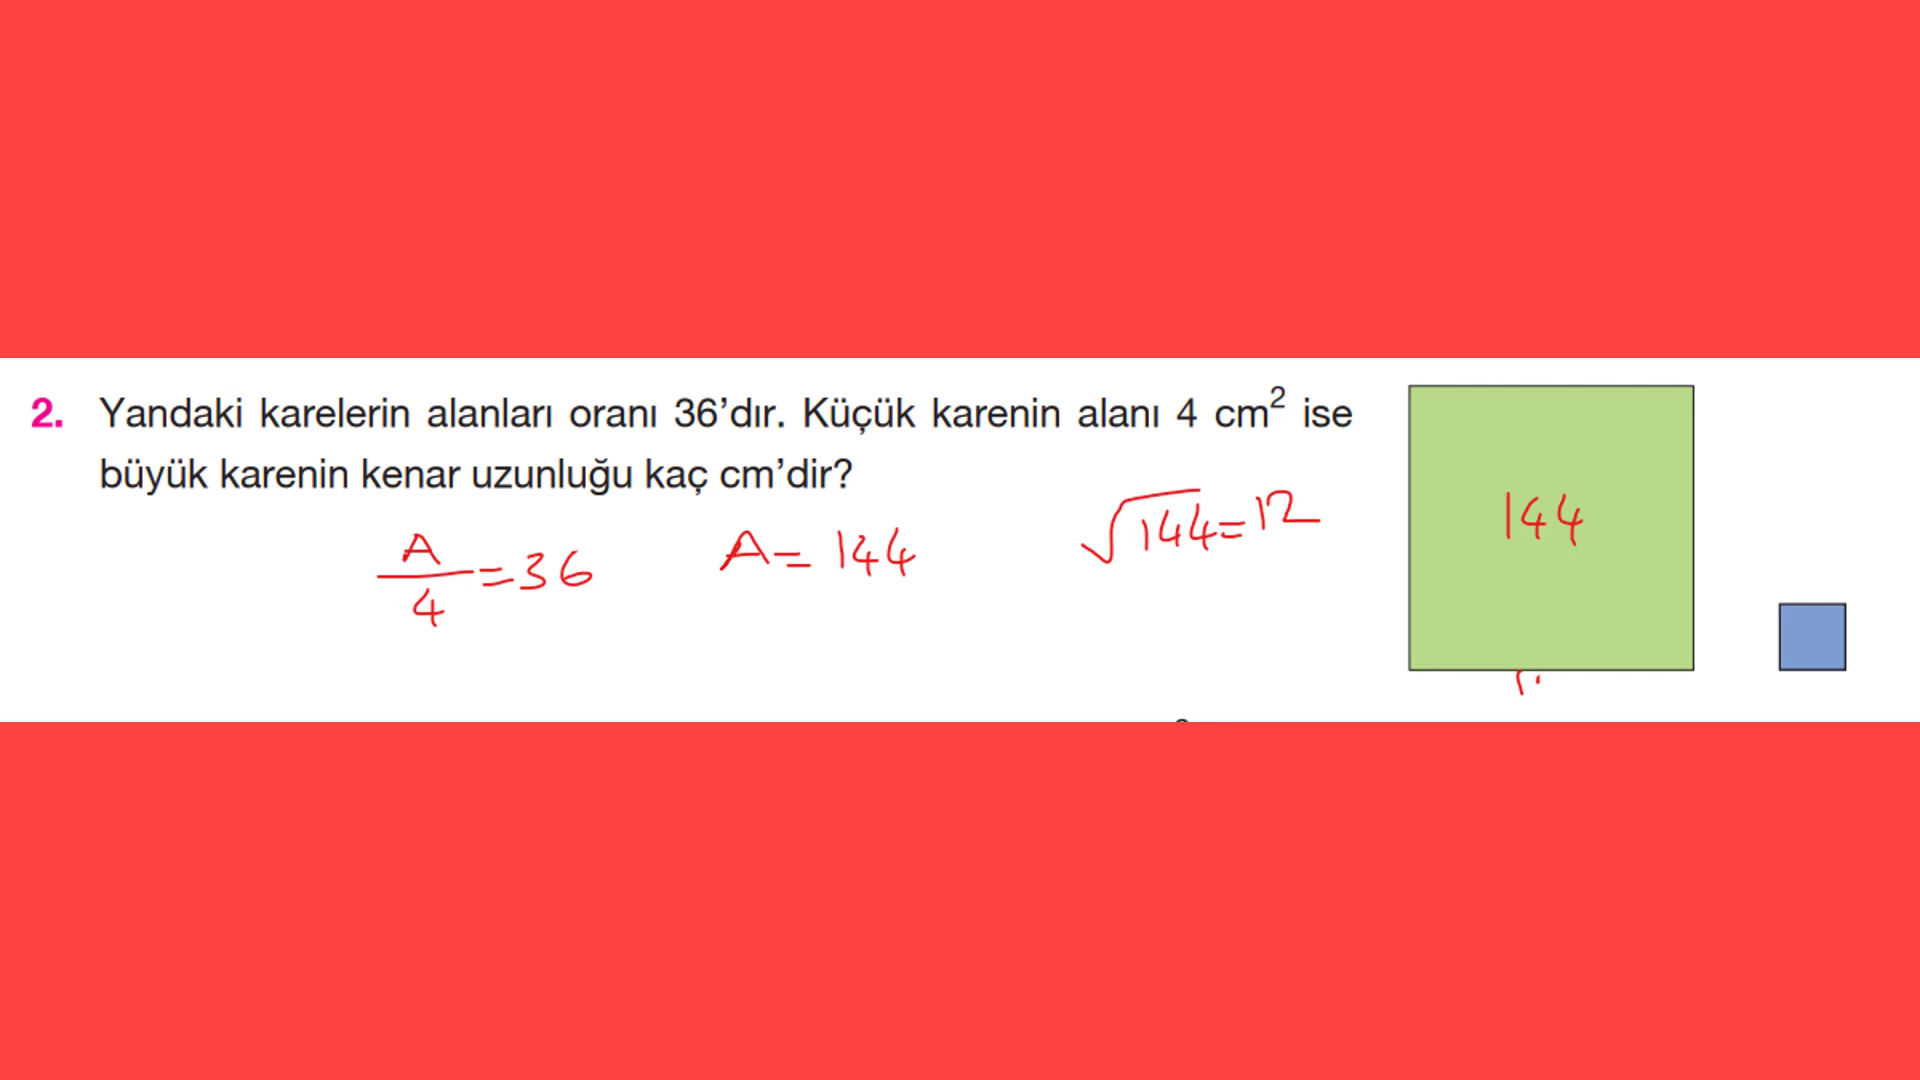 2. Yandaki karelerin alanları oranı 36’dır. Küçük karenin alanı 4 cm² ise
büyük karenin kenar uzunluğu kaç cm’dir?
A/4 = 36
A = 144
√144 = 12
144